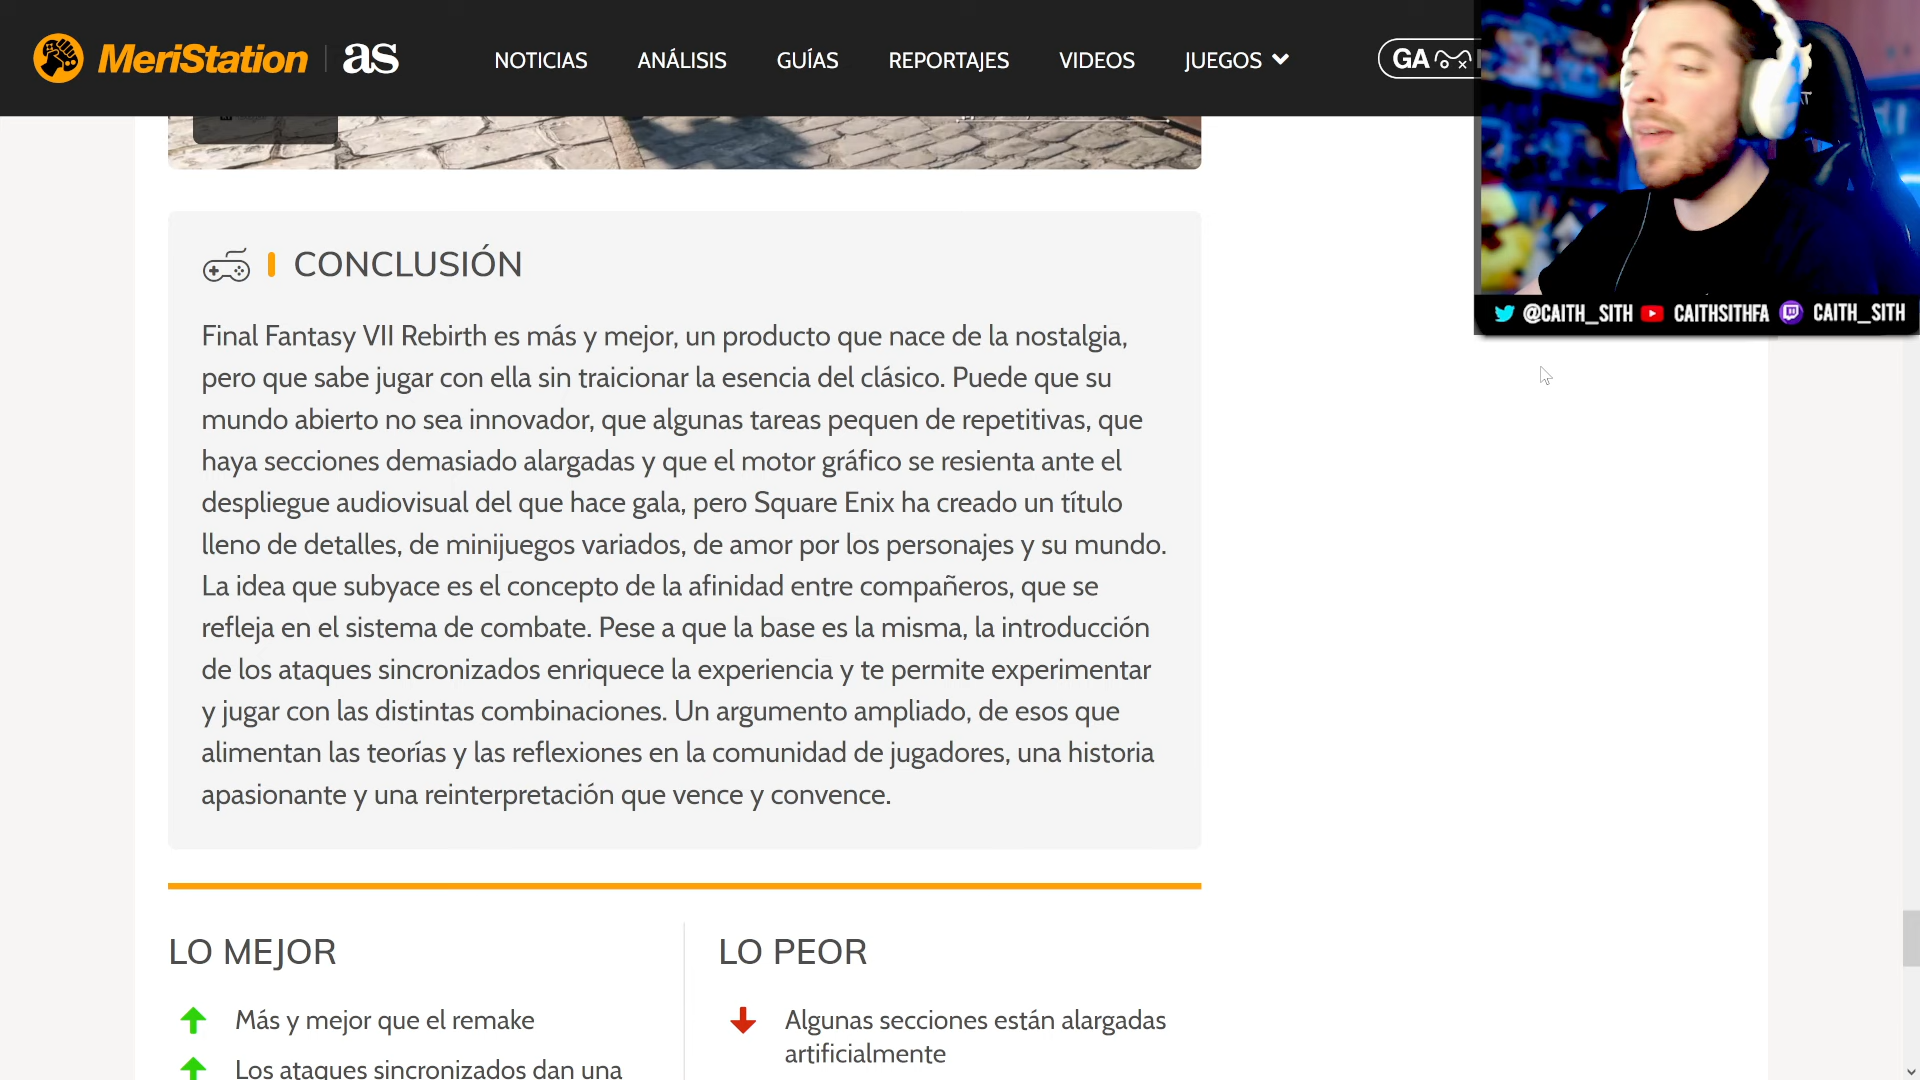 MeriStation as
NOTICIAS ANÁLISIS GUÍAS REPORTAJES VIDEOS JUEGOS
GA
@CAITH_SITH CAITHSITHFA CAITH_SITH
CONCLUSIÓN
Final Fantasy VII Rebirth es más y mejor, un producto que nace de la nostalgia,
pero que sabe jugar con ella sin traicionar la esencia del clásico. Puede que su
mundo abierto no sea innovador, que algunas tareas pequen de repetitivas, que
haya secciones demasiado alargadas y que el motor gráfico se resienta ante el
despliegue audiovisual del que hace gala, pero Square Enix ha creado un título
lleno de detalles, de minijuegos variados, de amor por los personajes y su mundo.
La idea que subyace es el concepto de la afinidad entre compañeros, que se
refleja en el sistema de combate. Pese a que la base es la misma, la introducción
de los ataques sincronizados enriquece la experiencia y te permite experimentar
y jugar con las distintas combinaciones. Un argumento ampliado, de esos que
alimentan las teorías y las reflexiones en la comunidad de jugadores, una historia
apasionante y una reinterpretación que vence y convence.
LO MEJOR
Más y mejor que el remake
Los ataques sincronizados dan una
LO PEOR
Algunas secciones están alargadas
artificialmente